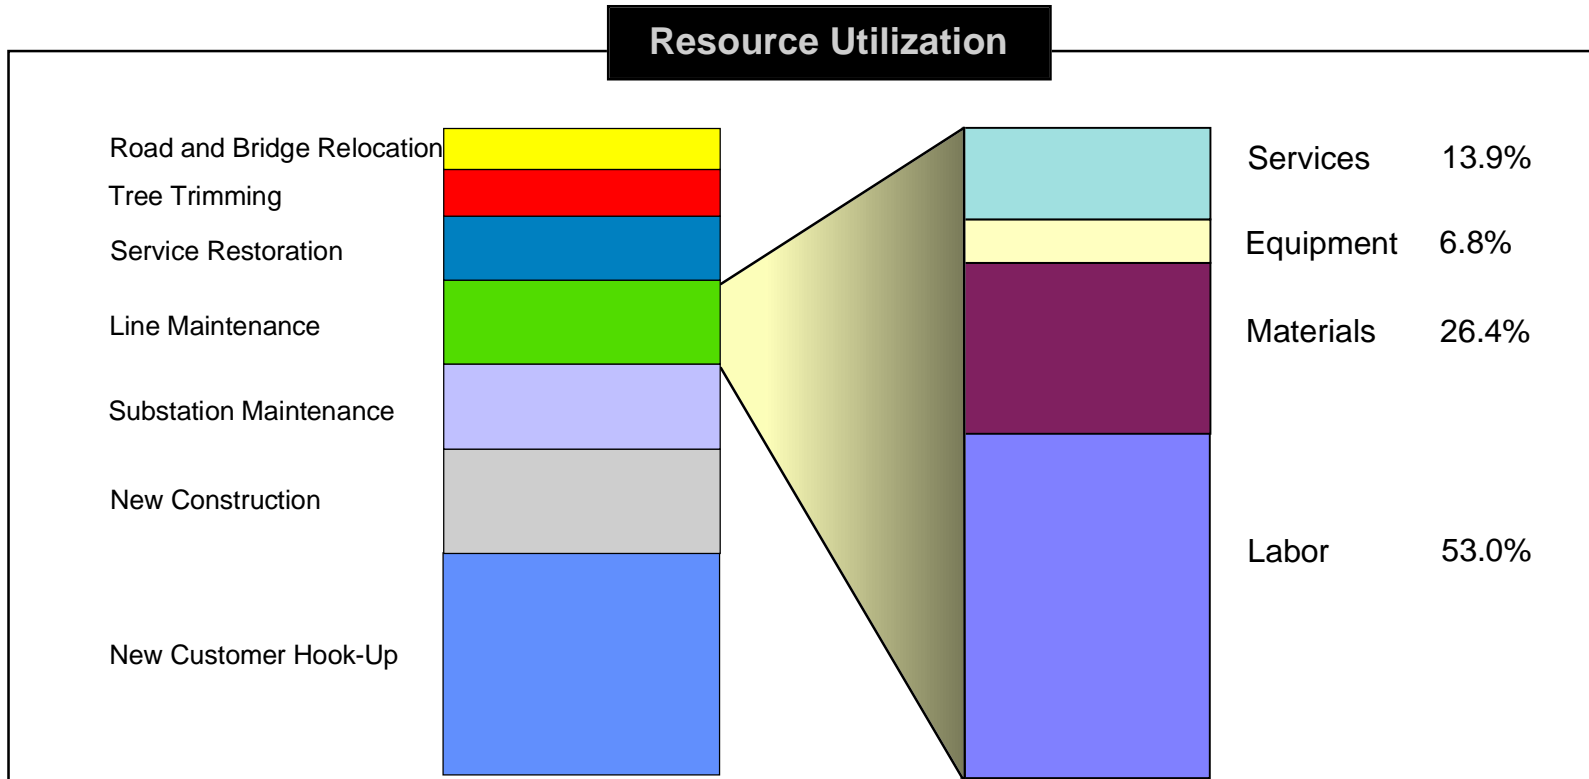 Resource Utilization
Road and Bridge Relocation
Tree Trimming
Service Restoration
Line Maintenance
Substation Maintenance
New Construction
New Customer Hook-Up
Services 13.9%
Equipment 6.8%
Materials 26.4%
Labor 53.0%